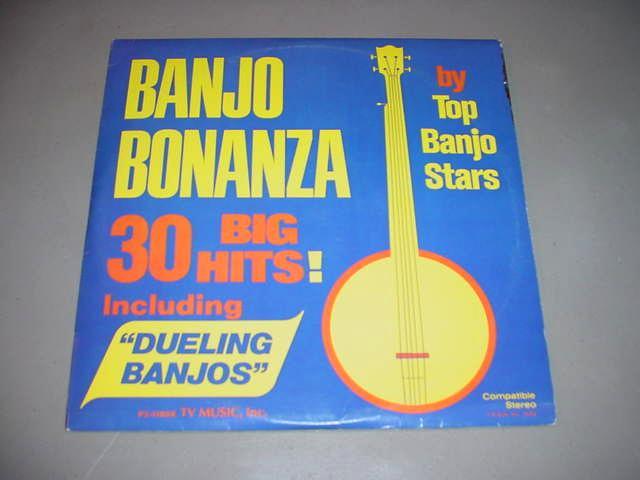 BANJO
BONANZA
by
Top
Banjo
Stars
30 BIG
HITS!
Including
"DUELING
BANJOS"
TV MUSIC, Inc.
Compatible
Stereo